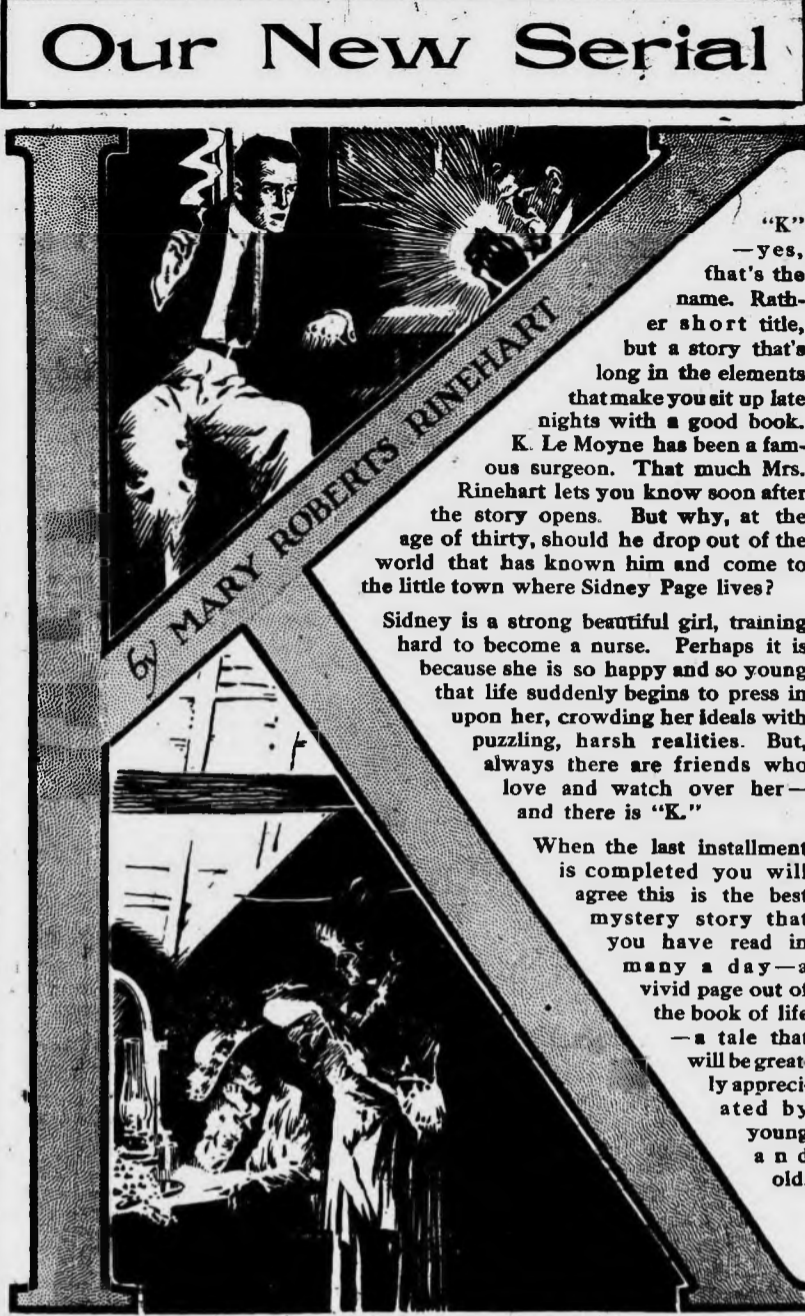 Our New Serial
K
by MARY ROBERTS RINEHART
"K"
—yes,
that's the
name. Rath-
er short title,
but a story that's
long in the elements
that make you sit up late
nights with a good book.
K. Le Moyne has been a fam-
ous surgeon. That much Mrs.
Rinehart lets you know soon after
the story opens. But why, at the
age of thirty, should he drop out of the
world that has known him and come to
the little town where Sidney Page lives?
Sidney is a strong beautiful girl, training
hard to become a nurse. Perhaps it is
because she is so happy and so young
that life suddenly begins to press in
upon her, crowding her ideals with
puzzling, harsh realities. But,
always there are friends who
love and watch over her—
and there is "K."
When the last installment
is completed you will
agree this is the best
mystery story that
you have read in
many a day—a
vivid page out of
the book of life
—a tale that
will be great-
ly appreci-
ated by
young
and
old.